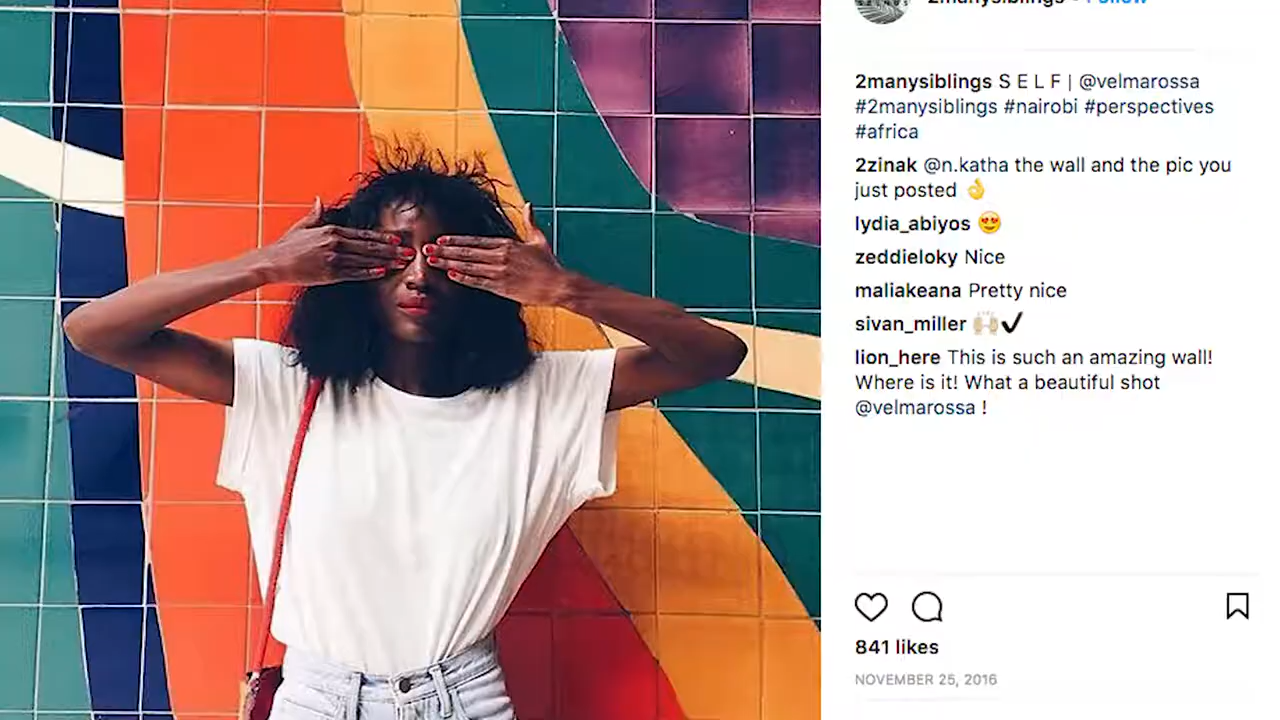 2manysiblings • Follow
2manysiblings S E L F | @velmarossa
#2manysiblings #nairobi #perspectives
#africa
2zinak @n.katha the wall and the pic you
just posted 👌
lydia_abiyos 😍
zeddieloky Nice
maliakeana Pretty nice
sivan_miller 🙌🏻✔️
lion_here This is such an amazing wall!
Where is it! What a beautiful shot
@velmarossa !
841 likes
NOVEMBER 25, 2016